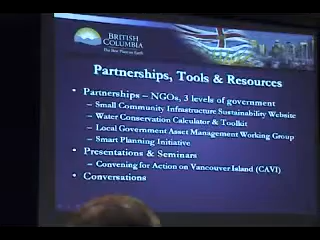 BRITISH
COLUMBIA
The Best Place on Earth
Partnerships, Tools & Resources
• Partnerships – NGOs, 3 levels of government
– Small Community Infrastructure Sustainability Website
– Water Conservation Calculator & Toolkit
– Local Government Asset Management Working Group
– Smart Planning Initiative
• Presentations & Seminars
– Convening for Action on Vancouver Island (CAVI)
• Conversations